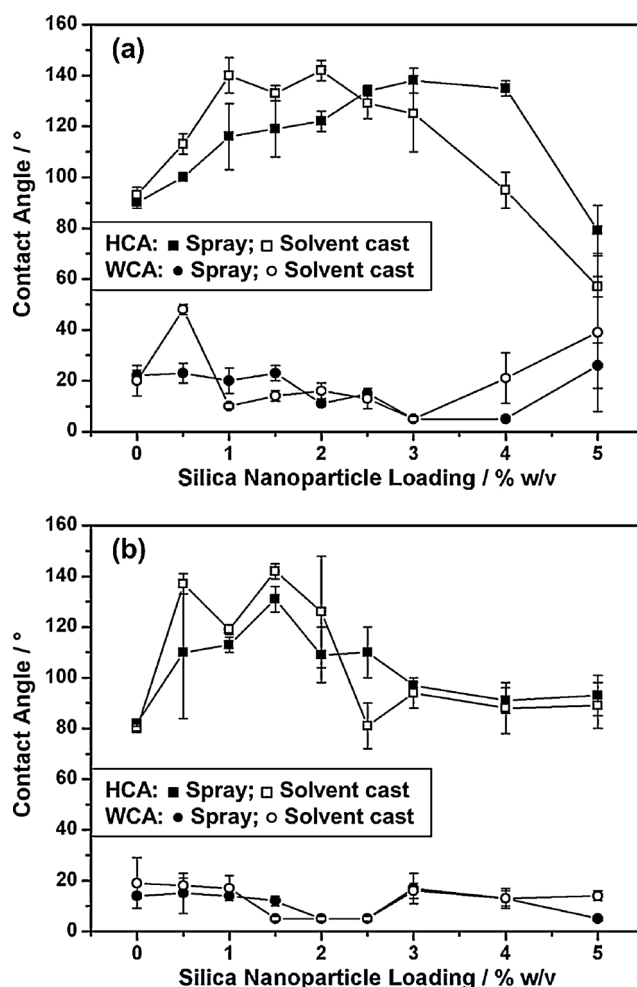 (a)
160
140
120
100
80
60
40
20
0
Contact Angle / °
HCA: ■ Spray; □ Solvent cast
WCA: ● Spray; ○ Solvent cast
0 1 2 3 4 5
Silica Nanoparticle Loading / % w/v
(b)
160
140
120
100
80
60
40
20
0
Contact Angle / °
HCA: ■ Spray; □ Solvent cast
WCA: ● Spray; ○ Solvent cast
0 1 2 3 4 5
Silica Nanoparticle Loading / % w/v